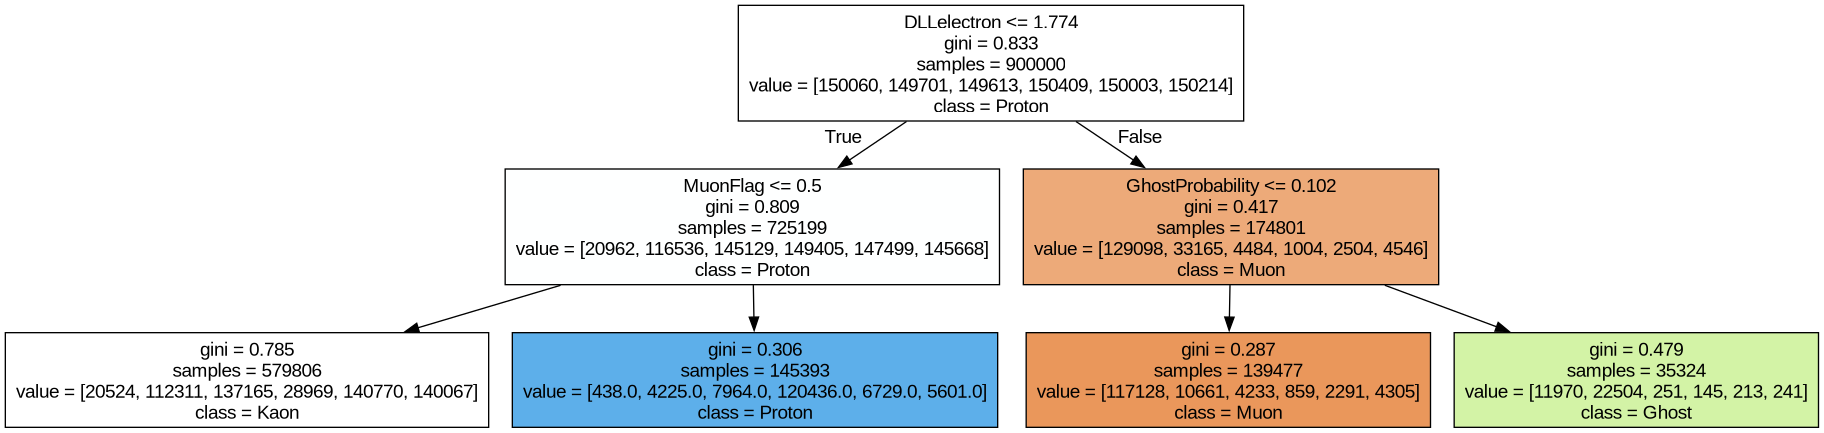 DLLelectron <= 1.774
gini = 0.833
samples = 900000
value = [150060, 149701, 149613, 150409, 150003, 150214]
class = Proton
True
False
MuonFlag <= 0.5
gini = 0.809
samples = 725199
value = [20962, 116536, 145129, 149405, 147499, 145668]
class = Proton
GhostProbability <= 0.102
gini = 0.417
samples = 174801
value = [129098, 33165, 4484, 1004, 2504, 4546]
class = Muon
gini = 0.785
samples = 579806
value = [20524, 112311, 137165, 28969, 140770, 140067]
class = Kaon
gini = 0.306
samples = 145393
value = [438.0, 4225.0, 7964.0, 120436.0, 6729.0, 5601.0]
class = Proton
gini = 0.287
samples = 139477
value = [117128, 10661, 4233, 859, 2291, 4305]
class = Muon
gini = 0.479
samples = 35324
value = [11970, 22504, 251, 145, 213, 241]
class = Ghost